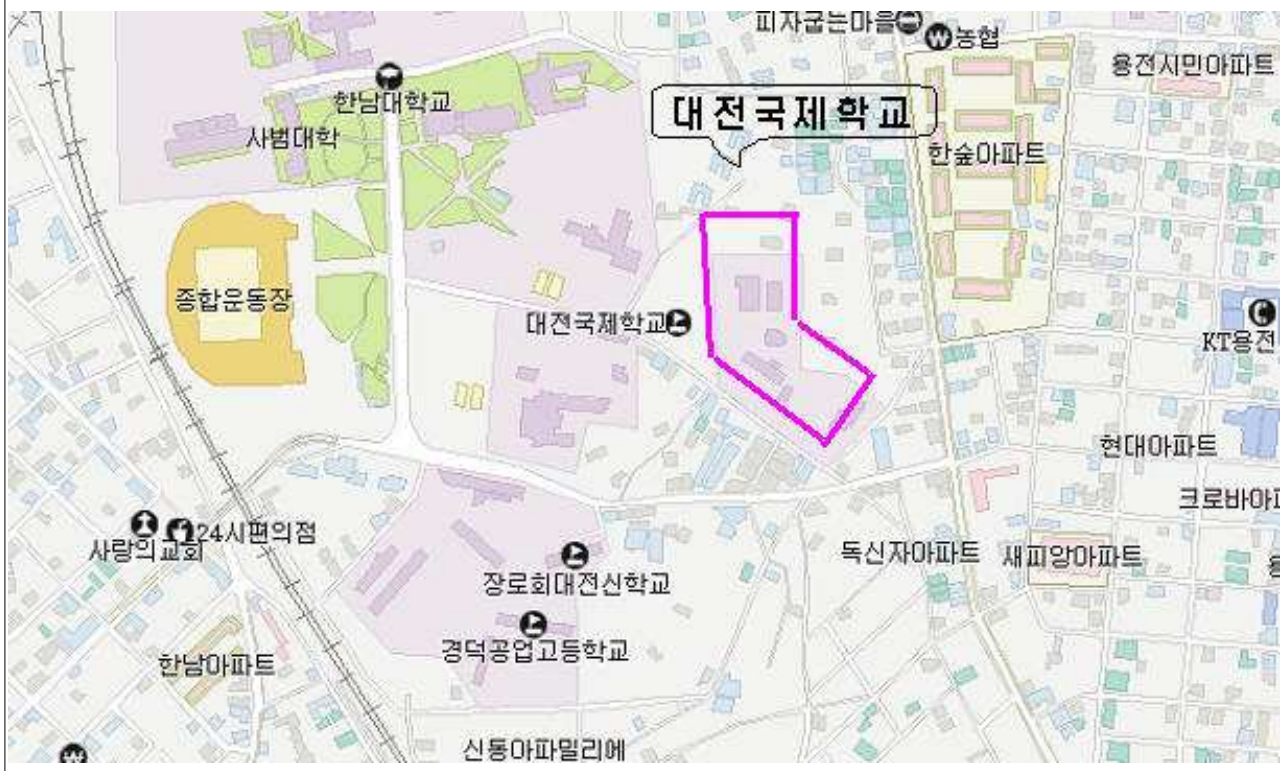 피자굽는마을
농협
용전시민아파트
한남대학교
대전국제학교
사범대학
한숲아파트
종합운동장
대전국제학교
KT용전
현대아파트
크로바아
24시편의점
사랑의교회
독신자아파트
새피앙아파트
장로회대전신학교
경덕공업고등학교
한남아파트
신동아파밀리에